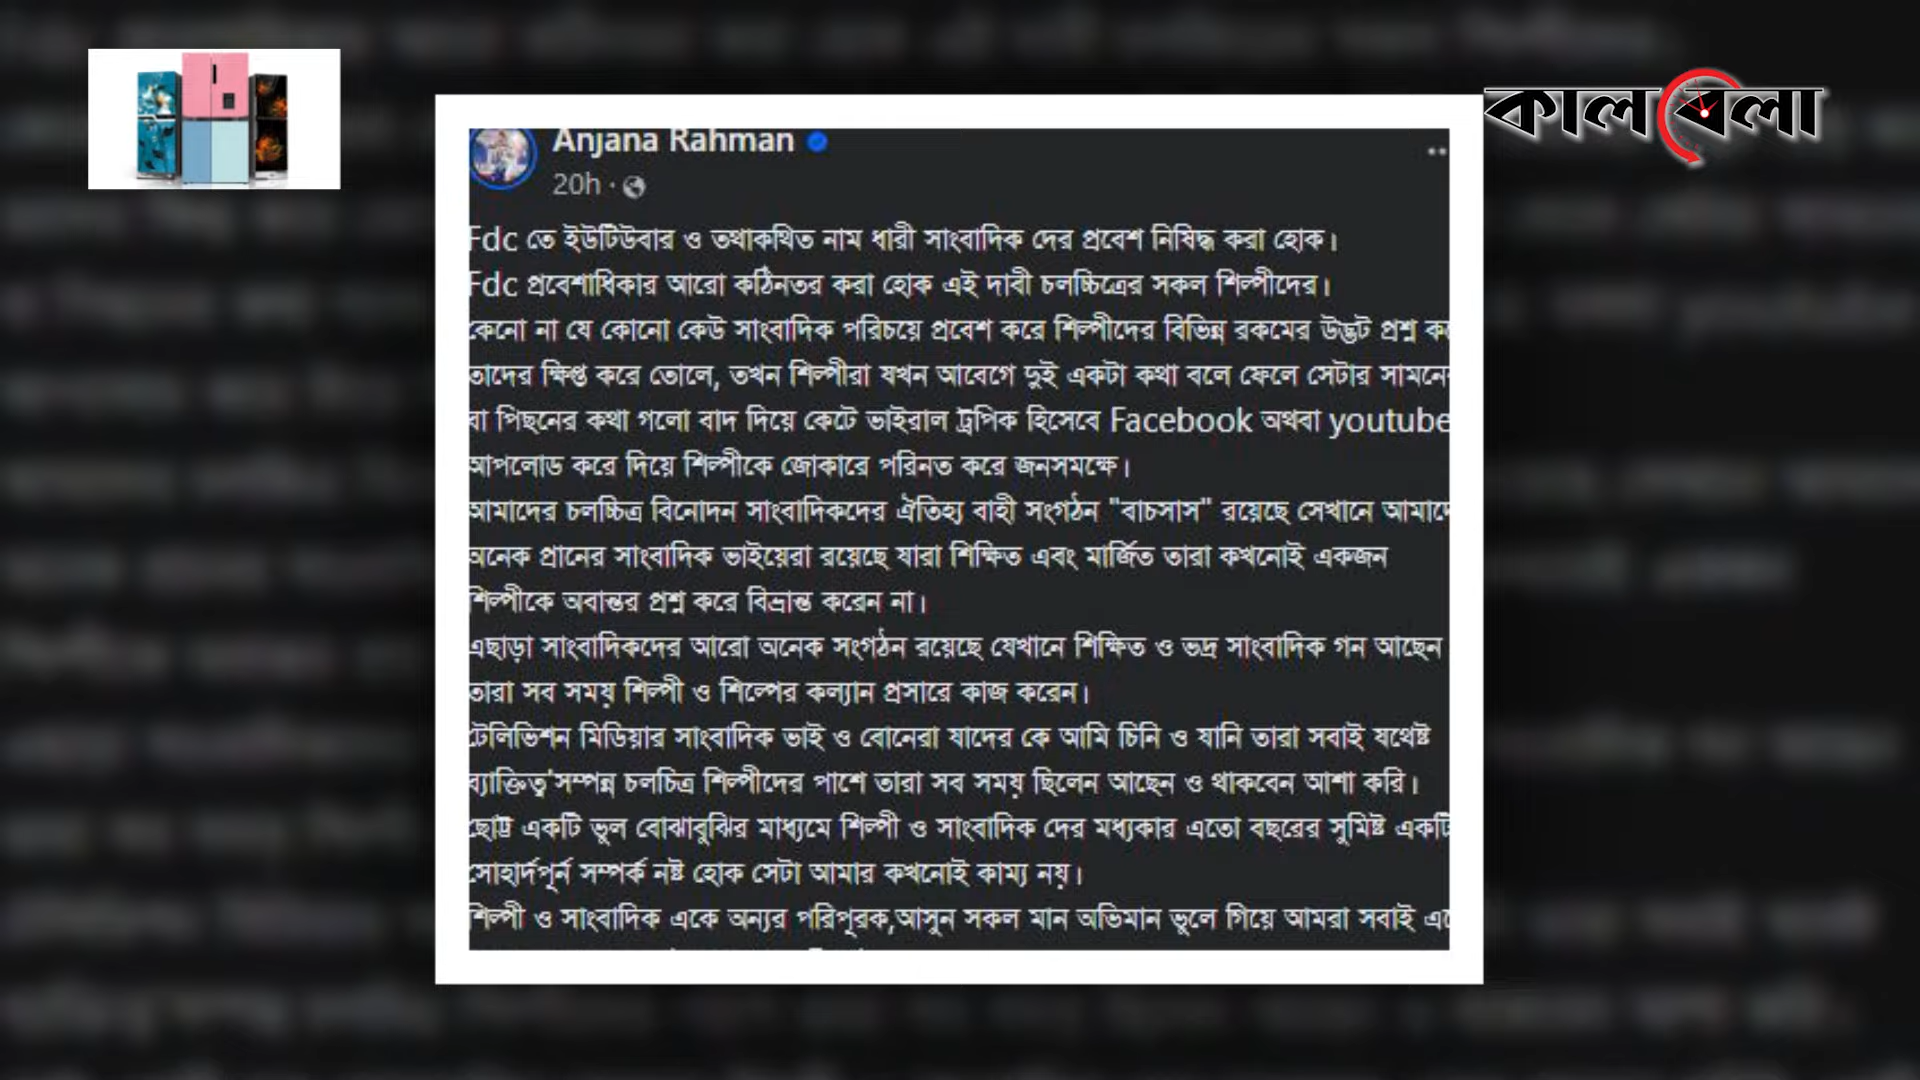 কালবেলা
Anjana Rahman
20h
Fdc তে ইউটিউবার ও তথাকথিত নাম ধারী সাংবাদিক দের প্রবেশ নিষিদ্ধ করা হোক।
Fdc প্রবেশাধিকার আরো কঠিনতর করা হোক এই দাবী চলচ্চিত্রের সকল শিল্পীদের।
কেনো না যে কোনো কেউ সাংবাদিক পরিচয়ে প্রবেশ করে শিল্পীদের বিভিন্ন রকমের উদ্ভট প্রশ্ন
তাদের ক্ষিপ্ত করে তোলে, তখন শিল্পীরা যখন আবেগে দুই একটা কথা বলে ফেলে সেটার
বা পিছনের কথা গলো বাদ দিয়ে কেটে ভাইরাল ট্রপিক হিসেবে Facebook অথবা youtube
আপলোড করে দিয়ে শিল্পীকে জোকারে পরিনত করে জনসমক্ষে।
আমাদের চলচ্চিত্র বিনোদন সাংবাদিকদের ঐতিহ্য বাহী সংগঠন "বাচসাস" রয়েছে সেখানে
অনেক প্রানের সাংবাদিক ভাইয়েরা রয়েছে যারা শিক্ষিত এবং মার্জিত তারা কখনোই একজন
শিল্পীকে অবান্তর প্রশ্ন করে বিভ্রান্ত করেন না।
এছাড়া সাংবাদিকদের আরো অনেক সংগঠন রয়েছে যেখানে শিক্ষিত ও ভদ্র সাংবাদিক গন আছেন
তারা সব সময় শিল্পী ও শিল্পের কল্যান প্রসারে কাজ করেন।
টেলিভিশন মিডিয়ার সাংবাদিক ভাই ও বোনেরা যাদের কে আমি চিনি ও যানি তারা সবাই যথেষ্ট
ব্যাক্তিত্ব'সম্পন্ন চলচিত্র শিল্পীদের পাশে তারা সব সময় ছিলেন আছেন ও থাকবেন আশা করি।
ছোট্ট একটি ভুল বোঝাবুঝির মাধ্যমে শিল্পী ও সাংবাদিক দের মধ্যকার এতো বছরের সুমিষ্ট একটি
সোহার্দপূর্ন সম্পর্ক নষ্ট হোক সেটা আমার কখনোই কাম্য নয়।
শিল্পী ও সাংবাদিক একে অন্যর পরিপূরক,আসুন সকল মান অভিমান ভুলে গিয়ে আমরা সবাই